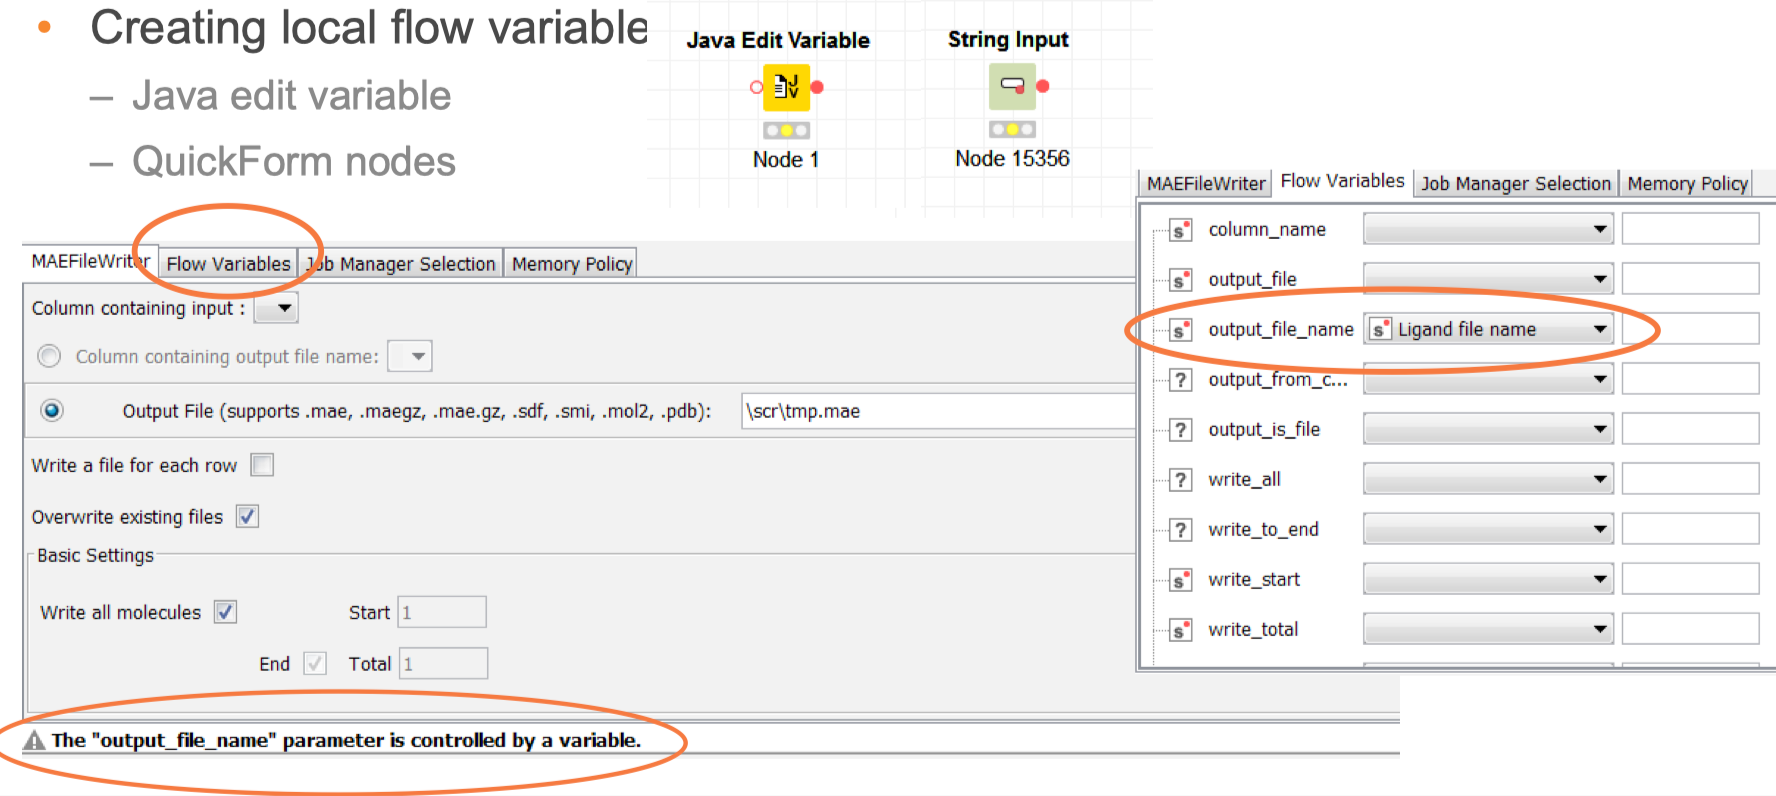 • Creating local flow variable
– Java edit variable
– QuickForm nodes
Java Edit Variable
Node 1
String Input
Node 15356
MAEFileWriter Flow Variables Job Manager Selection Memory Policy
Column containing input :
Column containing output file name:
Output File (supports .mae, .maegz, .mae.gz, .sdf, .smi, .mol2, .pdb): \scr\tmp.mae
Write a file for each row
Overwrite existing files
Basic Settings
Write all molecules Start 1
End Total 1
The "output_file_name" parameter is controlled by a variable.
MAEFileWriter Flow Variables Job Manager Selection Memory Policy
s column_name
s output_file
s output_file_name s Ligand file name
? output_from_c...
? output_is_file
? write_all
? write_to_end
s write_start
s write_total